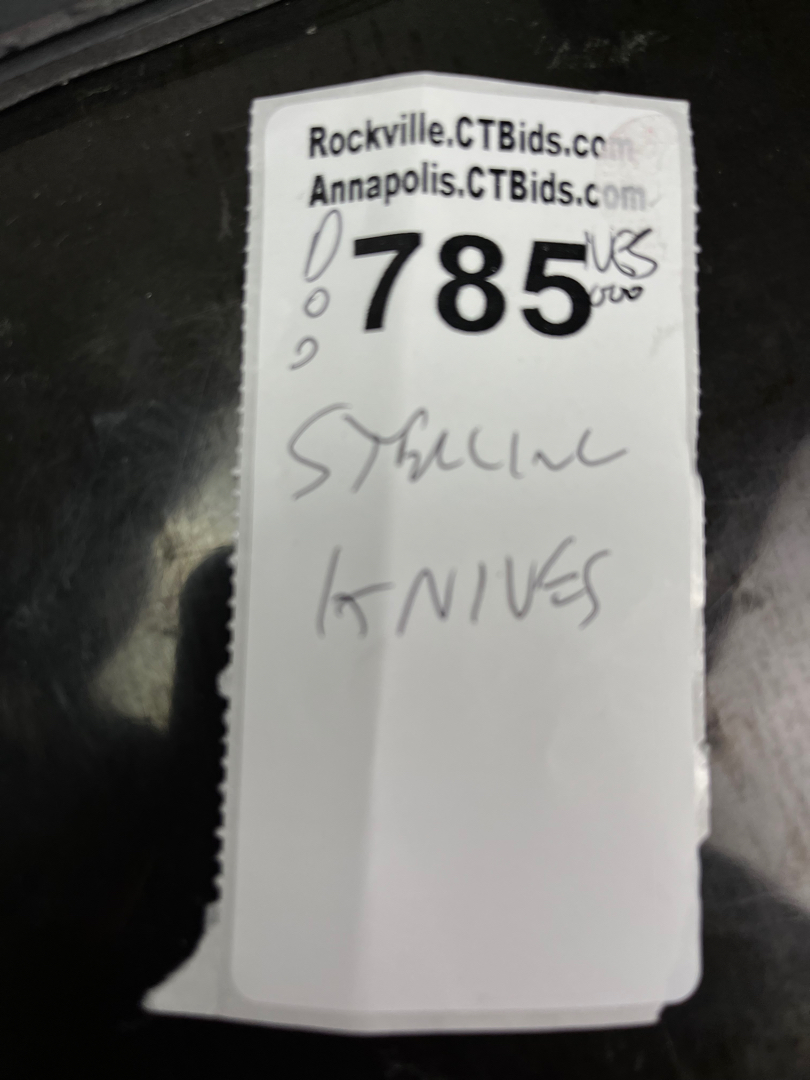 Rockville.CTBids.com
Annapolis.CTBids.com
785
STERLING
KNIVES